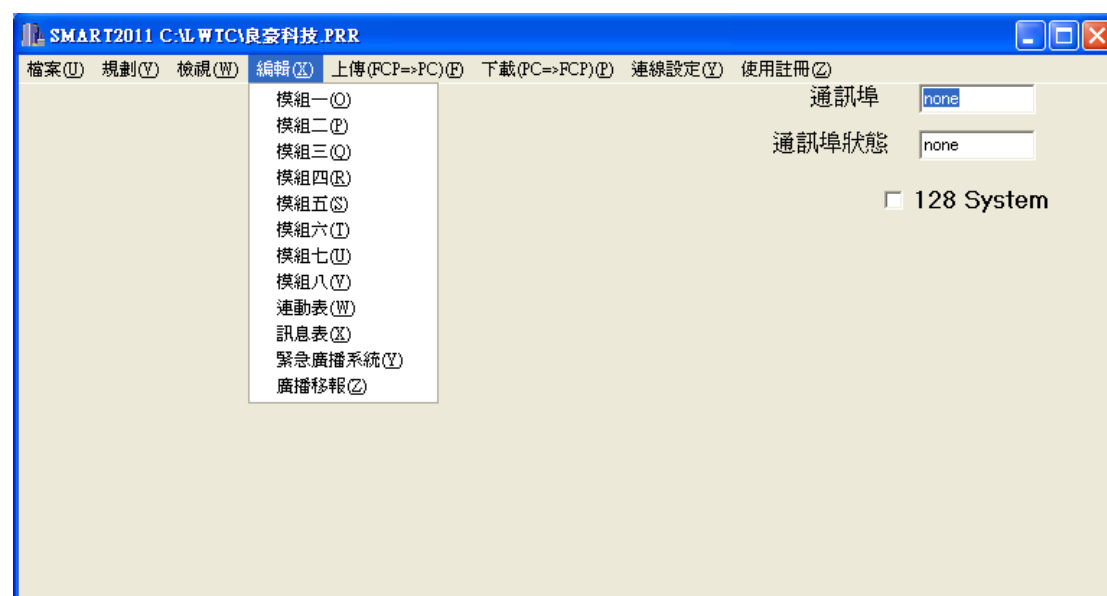 SMART2011 C:\LWTC\良豪科技.PRR
檔案(U) 規劃(V) 檢視(W) 編輯(X) 上傳(FCP=>PC)(F) 下載(PC=>FCP)(P) 連線設定(Y) 使用註冊(Z)
通訊埠 none
通訊埠狀態 none
128 System
模組一(O)
模組二(P)
模組三(Q)
模組四(R)
模組五(S)
模組六(T)
模組七(U)
模組八(V)
連動表(W)
訊息表(X)
緊急廣播系統(Y)
廣播移報(Z)